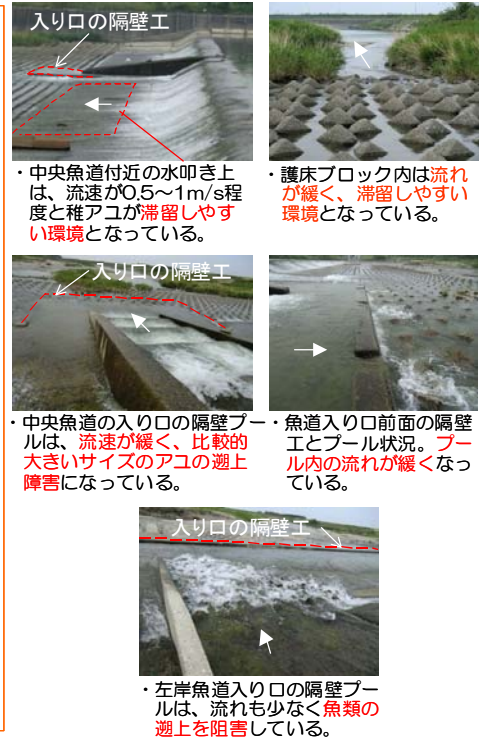 入り口の隔壁工
・中央魚道付近の水叩き上
は、流速が0.5〜1m/s程
度と稚アユが滞留しやす
い環境となっている。
・護床ブロック内は流れ
が緩く、滞留しやすい
環境となっている。
入り口の隔壁工
・中央魚道の入り口の隔壁プー
ルは、流速が緩く、比較的
大きいサイズのアユの遡上
障害になっている。
・魚道入り口前面の隔壁
工とプール状況。プー
ル内の流れが緩くなっ
ている。
入り口の隔壁工
・左岸魚道入り口の隔壁プー
ルは、流れも少なく魚類の
遡上を阻害している。